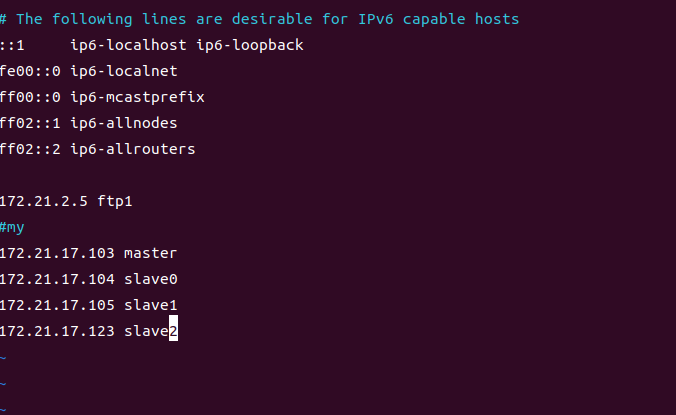 # The following lines are desirable for IPv6 capable hosts
::1     ip6-localhost ip6-loopback
fe00::0 ip6-localnet
ff00::0 ip6-mcastprefix
ff02::1 ip6-allnodes
ff02::2 ip6-allrouters

172.21.2.5 ftp1
#my
172.21.17.103 master
172.21.17.104 slave0
172.21.17.105 slave1
172.21.17.123 slave2
~
~
~